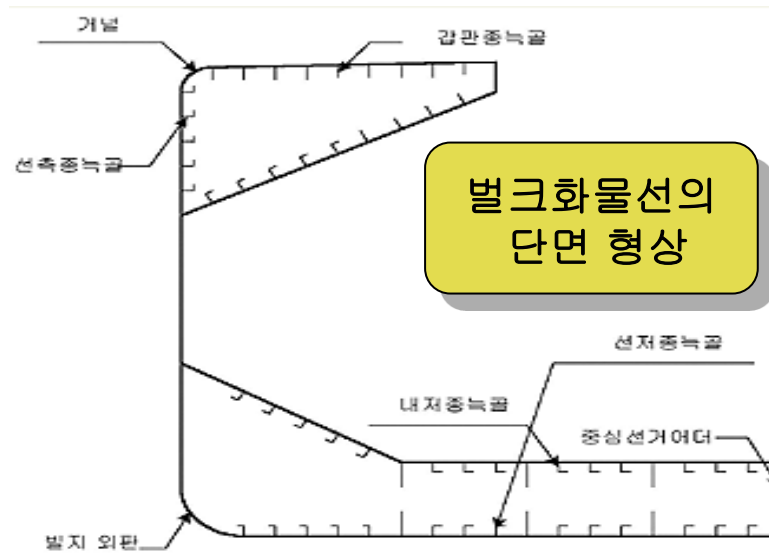 거널
갑판종늑골
선측종늑골
벌크화물선의
단면 형상
선저종늑골
내저종늑골
중심선거어더
빌지 외판